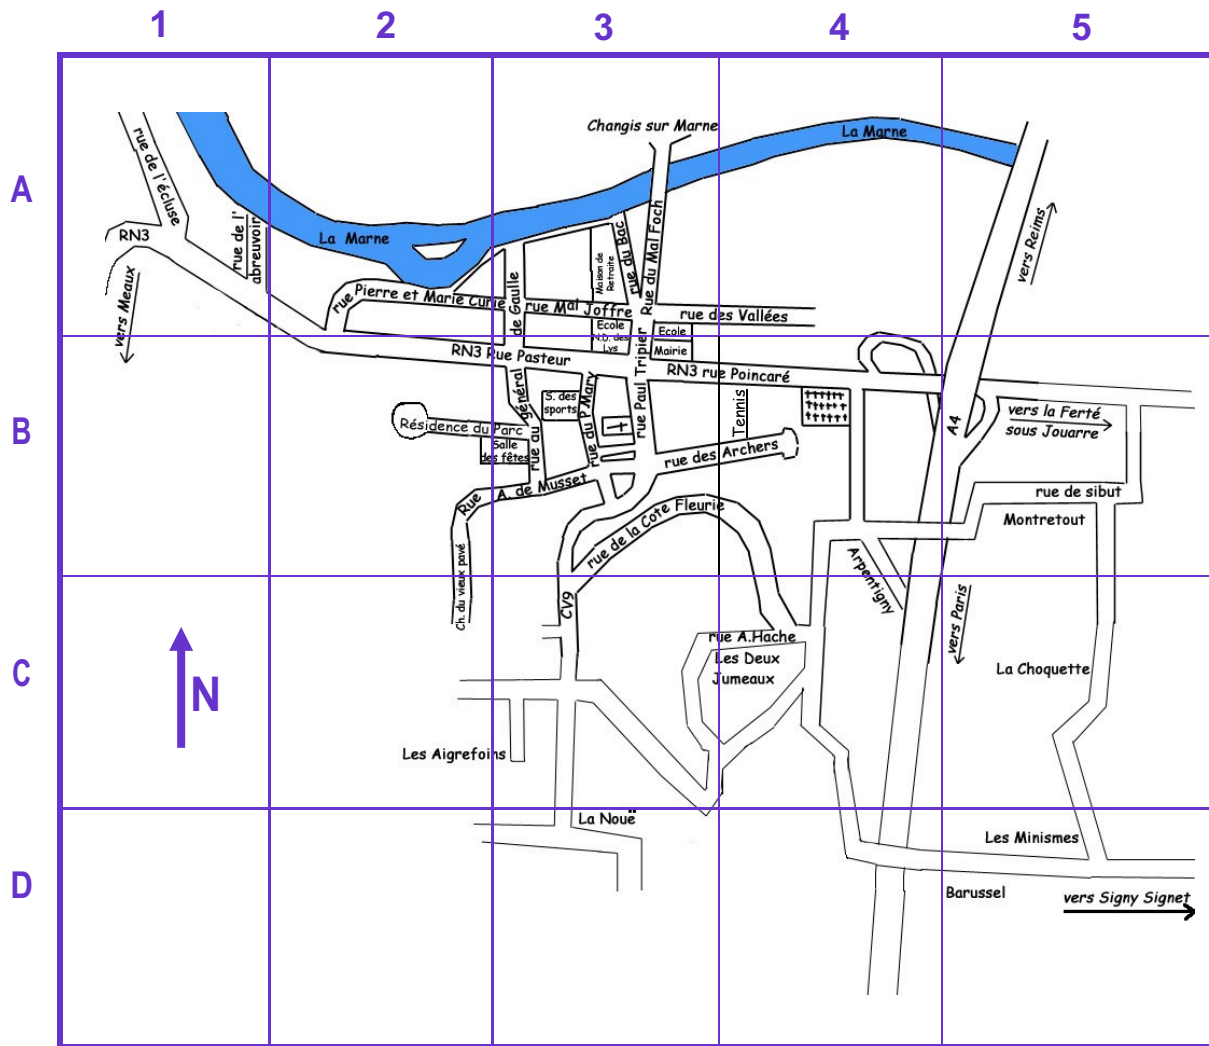 1
2
3
4
5
A
B
C
D
N
Changis sur Marne
La Marne
rue de l'écluse
RN3
rue de l'
abreuvoir
La Marne
vers Meaux
rue Pierre et Marie Curie
rue au général de Gaulle
rue Mal Joffre
Maison de
Retraite
rue du Bac
Rue du Mal Foch
rue des Vallées
vers Reims
Ecole
N.D. des
Lys
Ecole
Mairie
RN3 Rue Pasteur
RN3 rue Poincaré
rue Paul Tripier
rue du P.Mary
S. des
sports
Tennis
Résidence du Parc
Salle
des fêtes
rue des Archers
A4
vers la Ferté
sous Jouarre
Rue A. de Musset
rue de la Cote Fleurie
rue de sibut
Montretout
Arpentigny
Ch. du vieux pavé
CV9
vers Paris
rue A.Hache
Les Deux
Jumeaux
La Choquette
Les Aigrefoins
La Nouë
Les Minismes
Barussel
vers Signy Signet